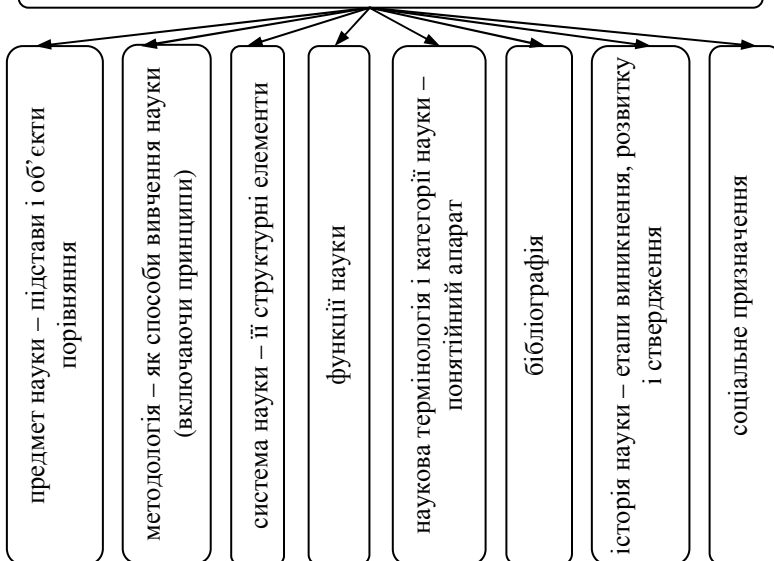 предмет науки – підстави і об’єкти
порівняння
методологія – як способи вивчення науки
(включаючи принципи)
система науки – її структурні елементи
функції науки
наукова термінологія і категорії науки –
понятійний апарат
бібліографія
історія науки – етапи виникнення, розвитку
і ствердження
соціальне призначення